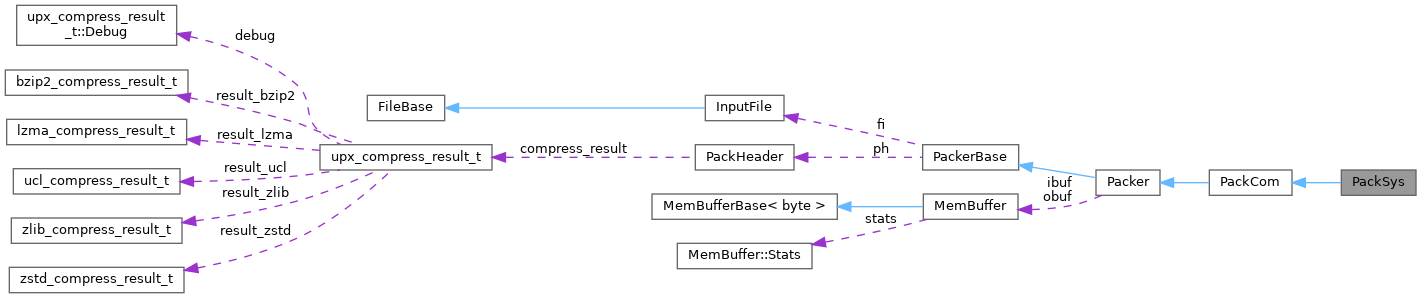 upx_compress_result
_t::Debug
debug
bzip2_compress_result_t
result_bzip2
FileBase
InputFile
lzma_compress_result_t
result_lzma
fi
upx_compress_result_t
compress_result
PackHeader
ph
PackerBase
ucl_compress_result_t
result_ucl
ibuf
obuf
Packer
PackCom
PackSys
result_zlib
MemBufferBase< byte >
MemBuffer
zlib_compress_result_t
result_zstd
stats
MemBuffer::Stats
zstd_compress_result_t